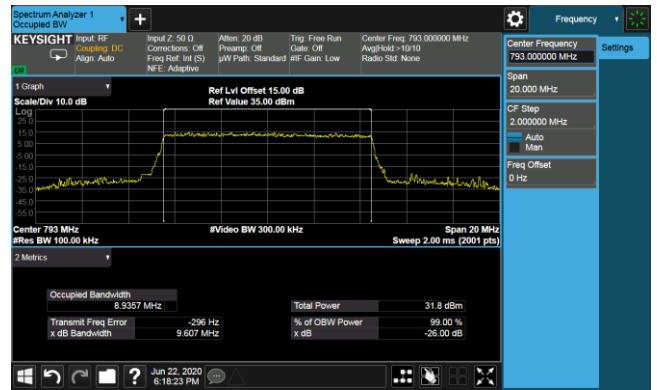 Spectrum Analyzer 1
Occupied BW
+
Frequency
KEYSIGHT
Input: RF
Coupling: DC
Align: Auto
Input Z: 50 Ω
Corrections: Off
Freq Ref: Int (S)
NFE: Adaptive
Atten: 20 dB
Preamp: Off
µW Path: Standard
Trig: Free Run
Gate: Off
#IF Gain: Low
Center Freq: 793.000000 MHz
Avg|Hold:>10/10
Radio Std: None
Center Frequency
793.000000 MHz
Settings
Span
20.000 MHz
CF Step
2.000000 MHz
Auto
Man
Freq Offset
0 Hz
1 Graph
Scale/Div 10.0 dB
Ref Lvl Offset 15.00 dB
Ref Value 35.00 dBm
Log
25.0
15.0
5.00
-5.00
-15.0
-25.0
-35.0
-45.0
-55.0
Center 793 MHz
#Res BW 100.00 kHz
#Video BW 300.00 kHz
Span 20 MHz
Sweep 2.00 ms (2001 pts)
2 Metrics
Occupied Bandwidth
8.9357 MHz
Total Power 31.8 dBm
Transmit Freq Error -296 Hz
% of OBW Power 99.00 %
x dB Bandwidth 9.607 MHz
x dB -26.00 dB
?
Jun 22, 2020
6:18:23 PM